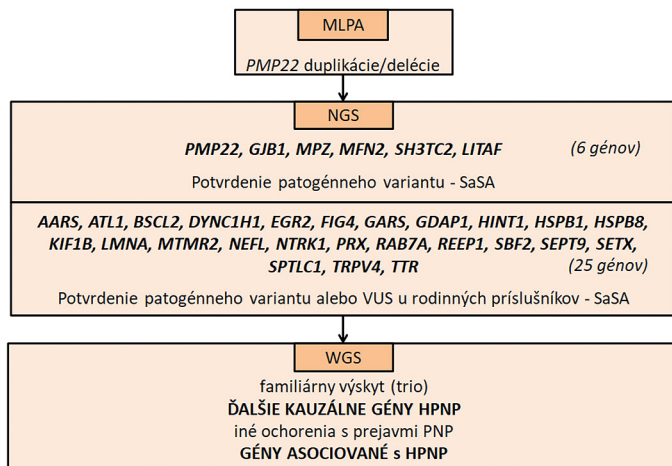 MLPA
PMP22 duplikácie/delécie
NGS
PMP22, GJB1, MPZ, MFN2, SH3TC2, LITAF (6 génov)
Potvrdenie patogénneho variantu - SaSA
AARS, ATL1, BSCL2, DYNC1H1, EGR2, FIG4, GARS, GDAP1, HINT1, HSPB1, HSPB8,
KIF1B, LMNA, MTMR2, NEFL, NTRK1, PRX, RAB7A, REEP1, SBF2, SEPT9, SETX,
SPTLC1, TRPV4, TTR (25 génov)
Potvrdenie patogénneho variantu alebo VUS u rodinných príslušníkov - SaSA
WGS
familiárny výskyt (trio)
ĎALŠIE KAUZÁLNE GÉNY HPNP
iné ochorenia s prejavmi PNP
GÉNY ASOCIOVANÉ s HPNP